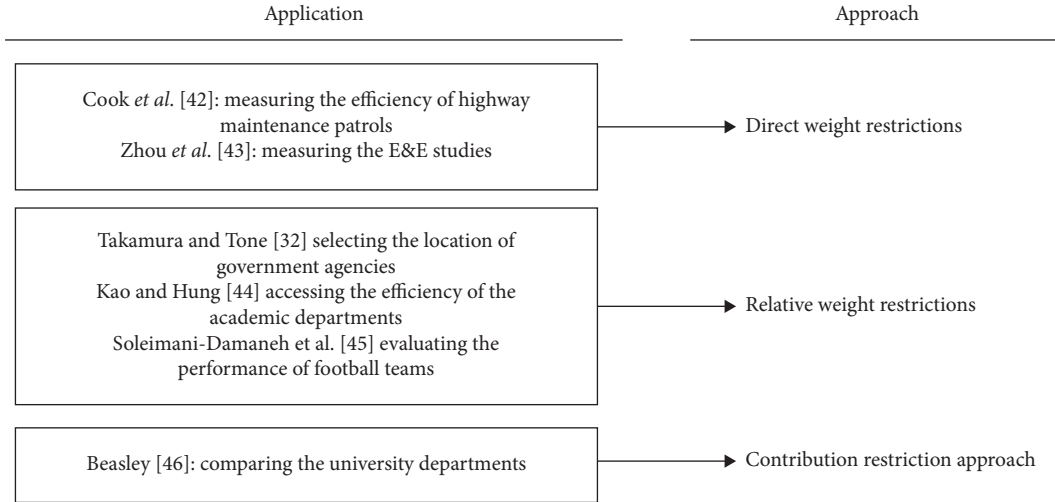 Application
Approach
Cook et al. [42]: measuring the efficiency of highway
maintenance patrols
Zhou et al. [43]: measuring the E&E studies
Direct weight restrictions
Takamura and Tone [32] selecting the location of
government agencies
Kao and Hung [44] accessing the efficiency of the
academic departments
Soleimani-Damaneh et al. [45] evaluating the
performance of football teams
Relative weight restrictions
Beasley [46]: comparing the university departments
Contribution restriction approach